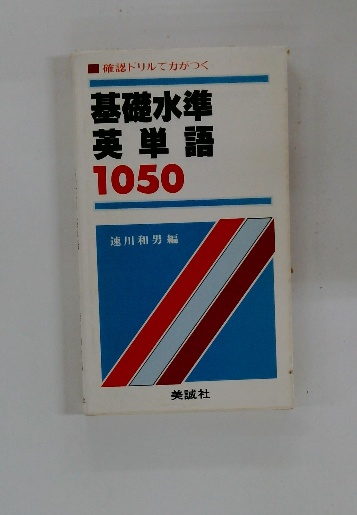 ■確認ドリルで力がつく
基礎水準
英単語
1050
速川和男編
美誠社